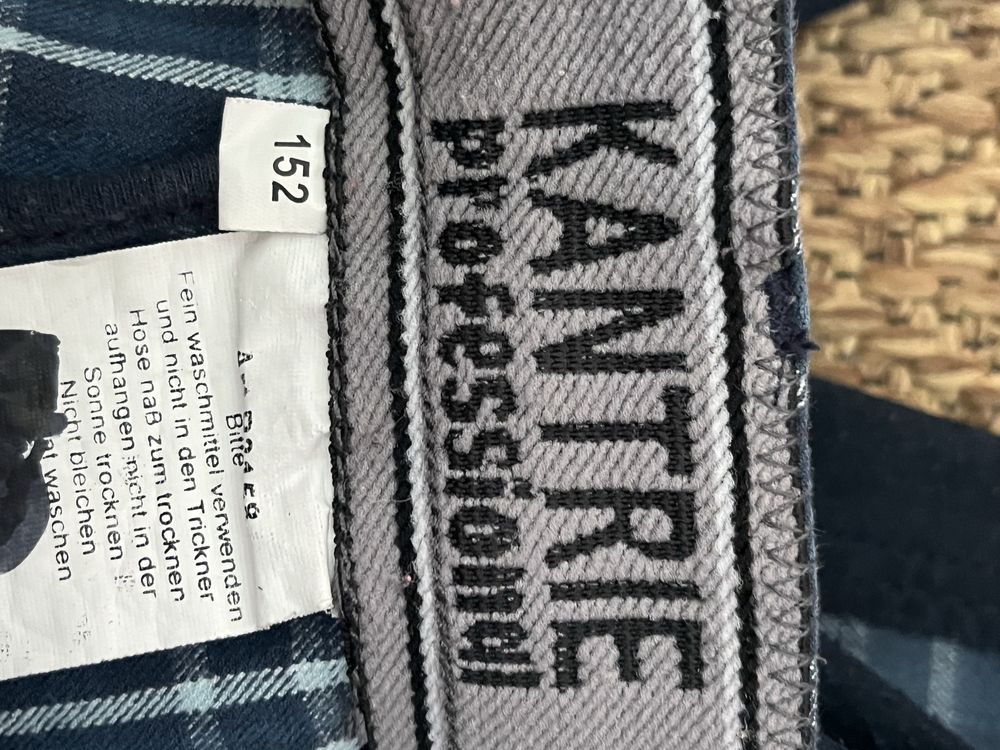 KANTRIE
professional
152
Bitte
Fein waschmittel verwenden
und nicht in den Trickner
Hose naß zum trocknen
aufhangen nicht in der
Sonne trocknen
Nicht bleichen
waschen